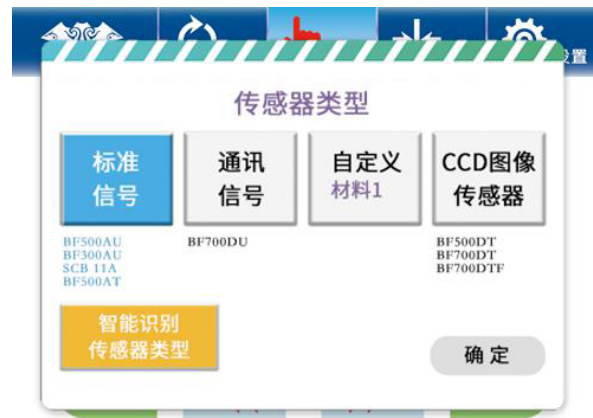 置
传感器类型
标准
信号
通讯
信号
自定义
材料1
CCD图像
传感器
BF500AU
BF300AU
SCB 11A
BF500AT
BF700DU
BF500DT
BF700DT
BF700DTF
智能识别
传感器类型
确定